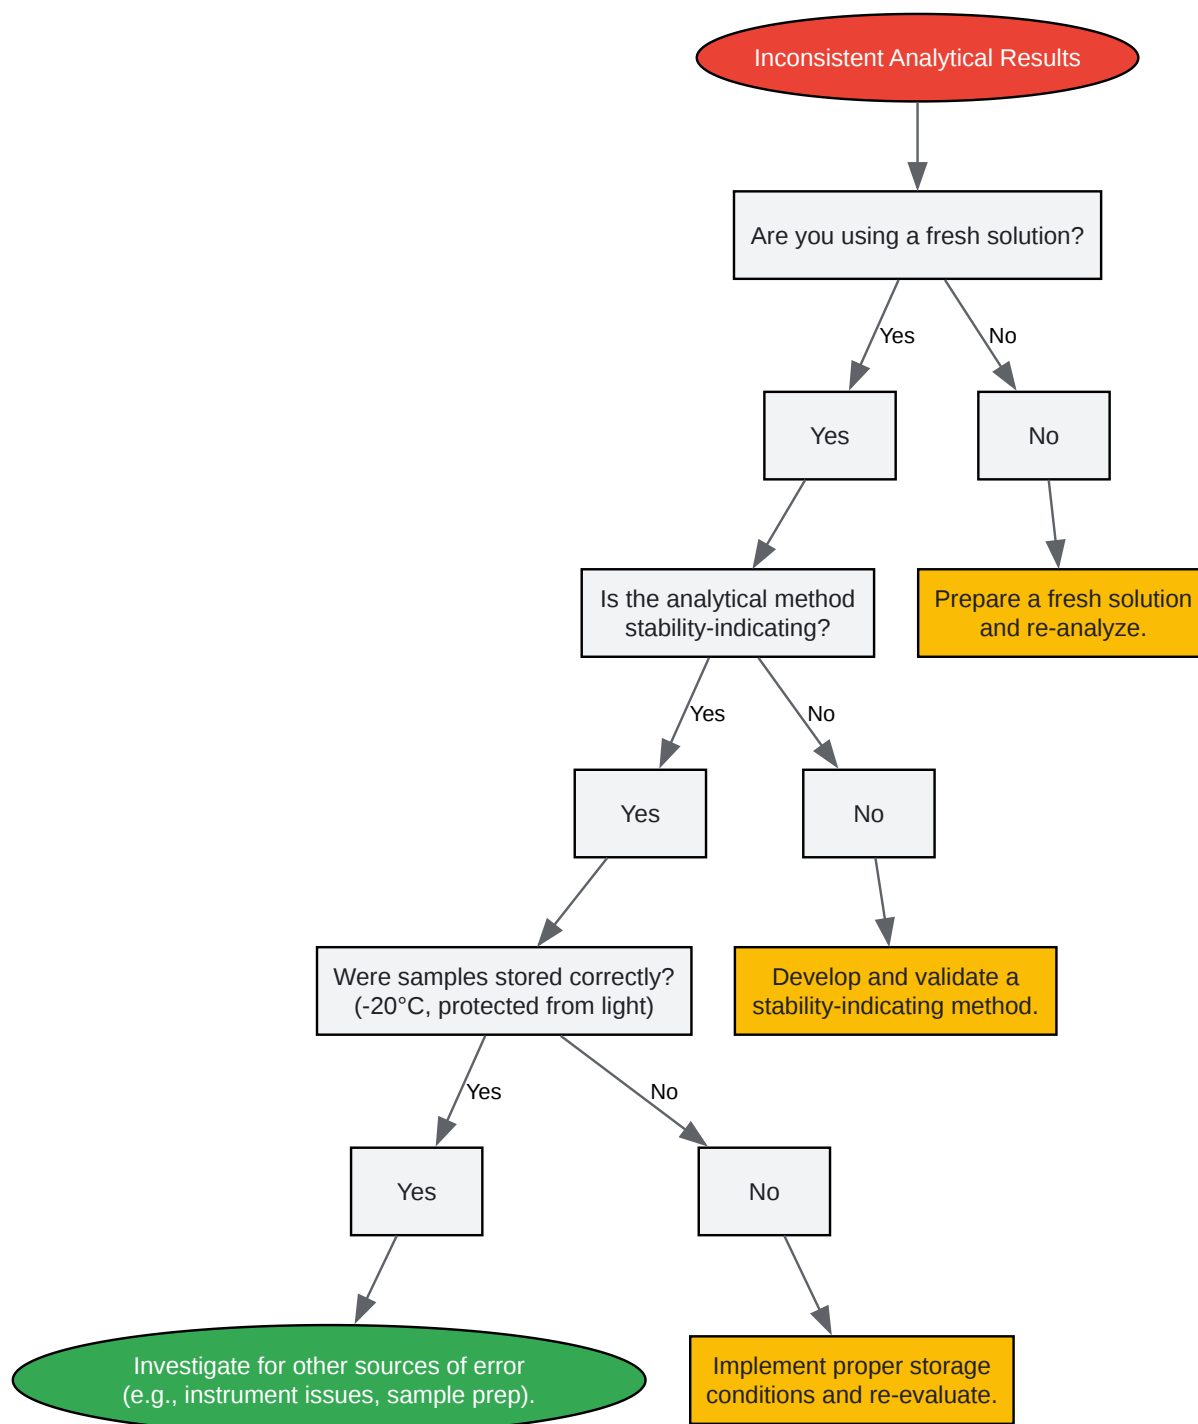 Inconsistent Analytical Results
Are you using a fresh solution?
Yes
No
Yes
No
Is the analytical method
stability-indicating?
Prepare a fresh solution
and re-analyze.
Yes
No
Yes
No
Were samples stored correctly?
(-20°C, protected from light)
Develop and validate a
stability-indicating method.
Yes
No
Yes
No
Investigate for other sources of error
(e.g., instrument issues, sample prep).
Implement proper storage
conditions and re-evaluate.